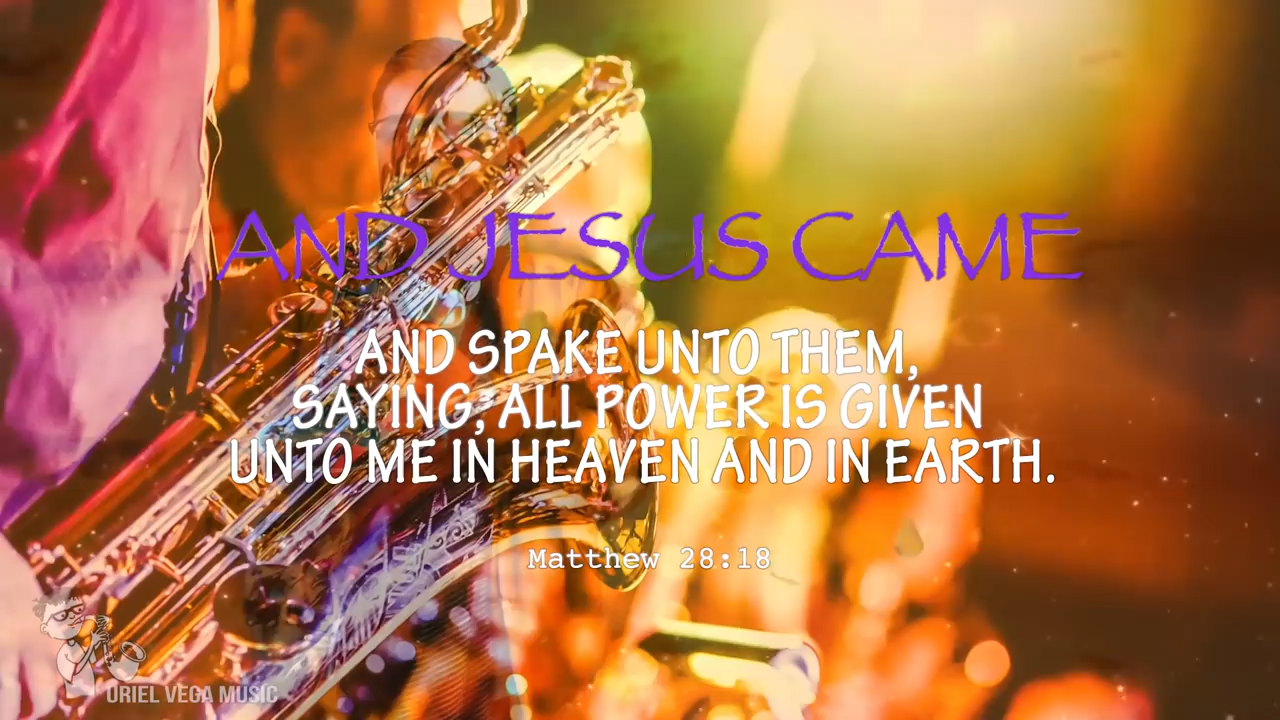 AND JESUS CAME
AND SPAKE UNTO THEM,
SAYING, ALL POWER IS GIVEN
UNTO ME IN HEAVEN AND IN EARTH.
Matthew 28:18
URIEL VEGA MUSIC